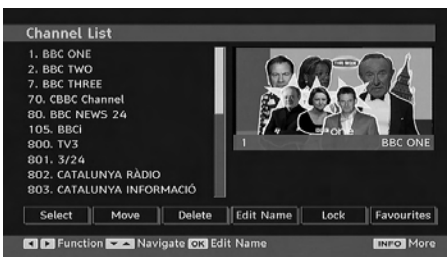 Channel List
1. BBC ONE
2. BBC TWO
7. BBC THREE
70. CBBC Channel
80. BBC NEWS 24
105. BBCi
800. TV3
801. 3/24
802. CATALUNYA RÀDIO
803. CATALUNYA INFORMACIÓ
one
1 BBC ONE
Select Move Delete Edit Name Lock Favourites
Function Navigate OK Edit Name INFO More